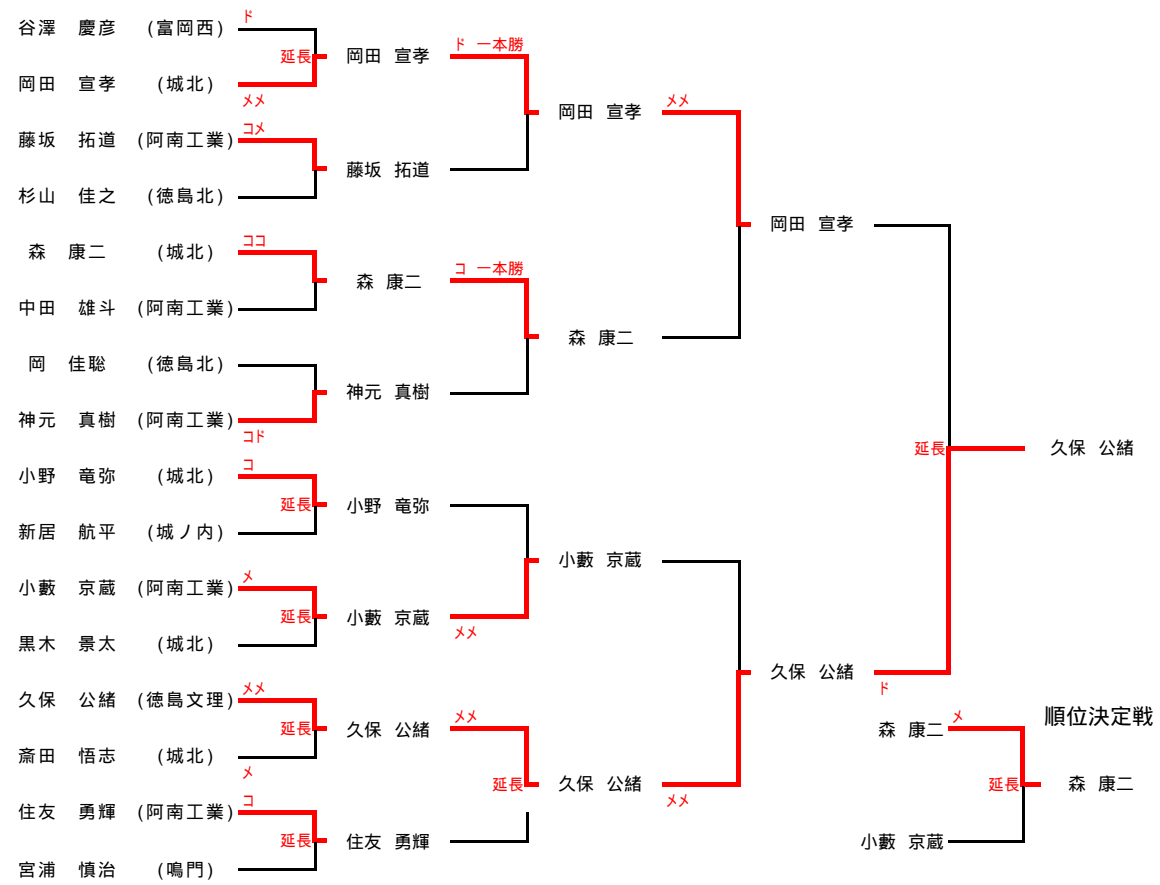 ド
谷澤 慶彦 (富岡西)
延長 岡田 宣孝 ド 一本勝
岡田 宣孝 (城北)
メメ
岡田 宣孝 メメ
コメ
藤坂 拓道 (阿南工業)
藤坂 拓道
杉山 佳之 (徳島北)
岡田 宣孝
ココ
森 康二 (城北)
森 康二 コ 一本勝
中田 雄斗 (阿南工業)
森 康二
岡 佳聡 (徳島北)
神元 真樹
神元 真樹 (阿南工業)
コド
延長 久保 公緒
コ
小野 竜弥 (城北)
延長 小野 竜弥
新居 航平 (城ノ内)
小藪 京蔵
メ
小藪 京蔵 (阿南工業)
延長 小藪 京蔵
メメ
黒木 景太 (城北)
久保 公緒
ド
メメ
久保 公緒 (徳島文理)
延長 久保 公緒 メメ
斎田 悟志 (城北)
メ
延長 久保 公緒
メメ
コ
住友 勇輝 (阿南工業)
延長 住友 勇輝
宮浦 慎治 (鳴門)
順位決定戦
森 康二 メ
延長 森 康二
小藪 京蔵